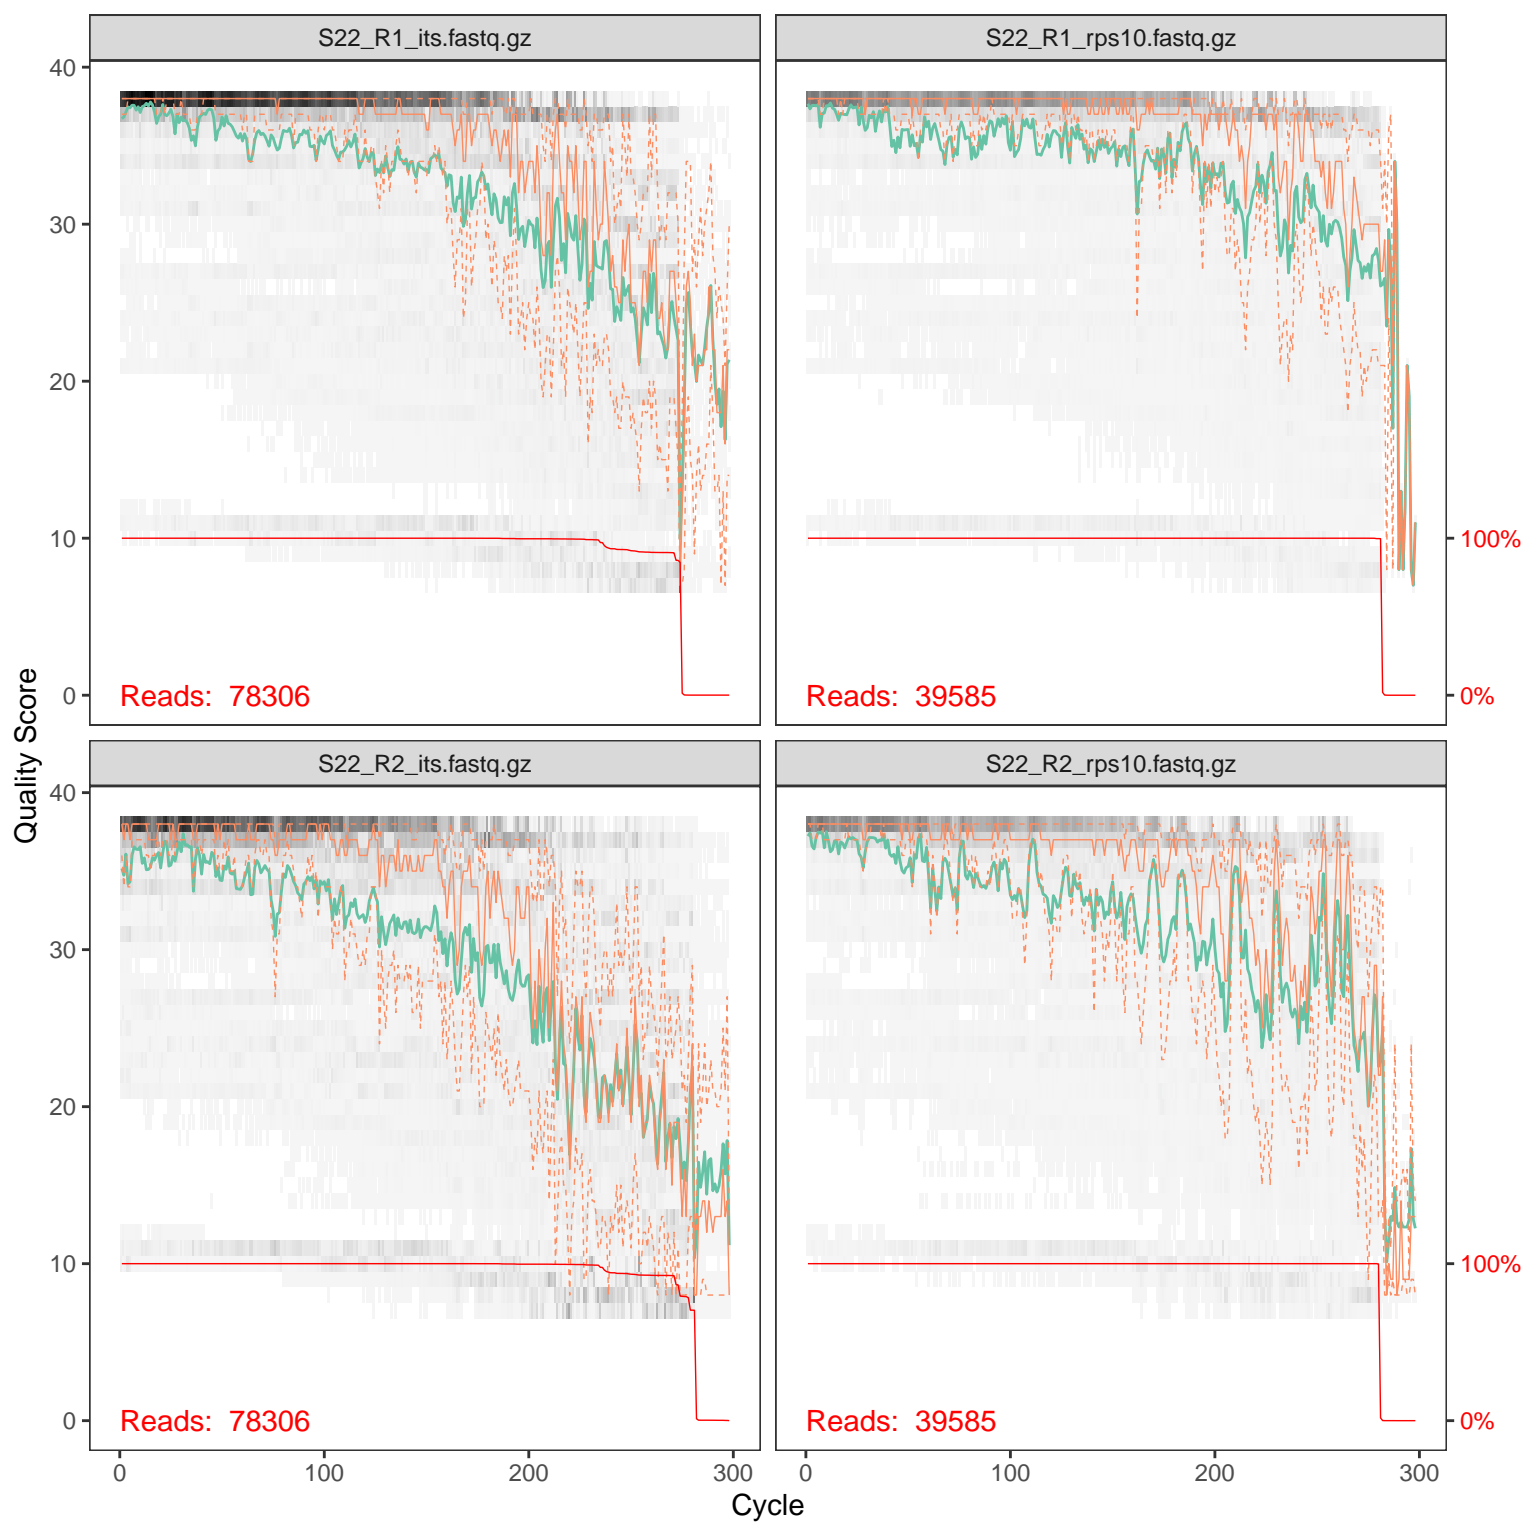 S22_R1_its.fastq.gz
S22_R1_rps10.fastq.gz
40
30
20
10
0
Reads: 78306
Reads: 39585
100%
0%
S22_R2_its.fastq.gz
S22_R2_rps10.fastq.gz
Quality Score
40
30
20
10
0
Reads: 78306
Reads: 39585
100%
0%
0 100 200 300
0 100 200 300
Cycle